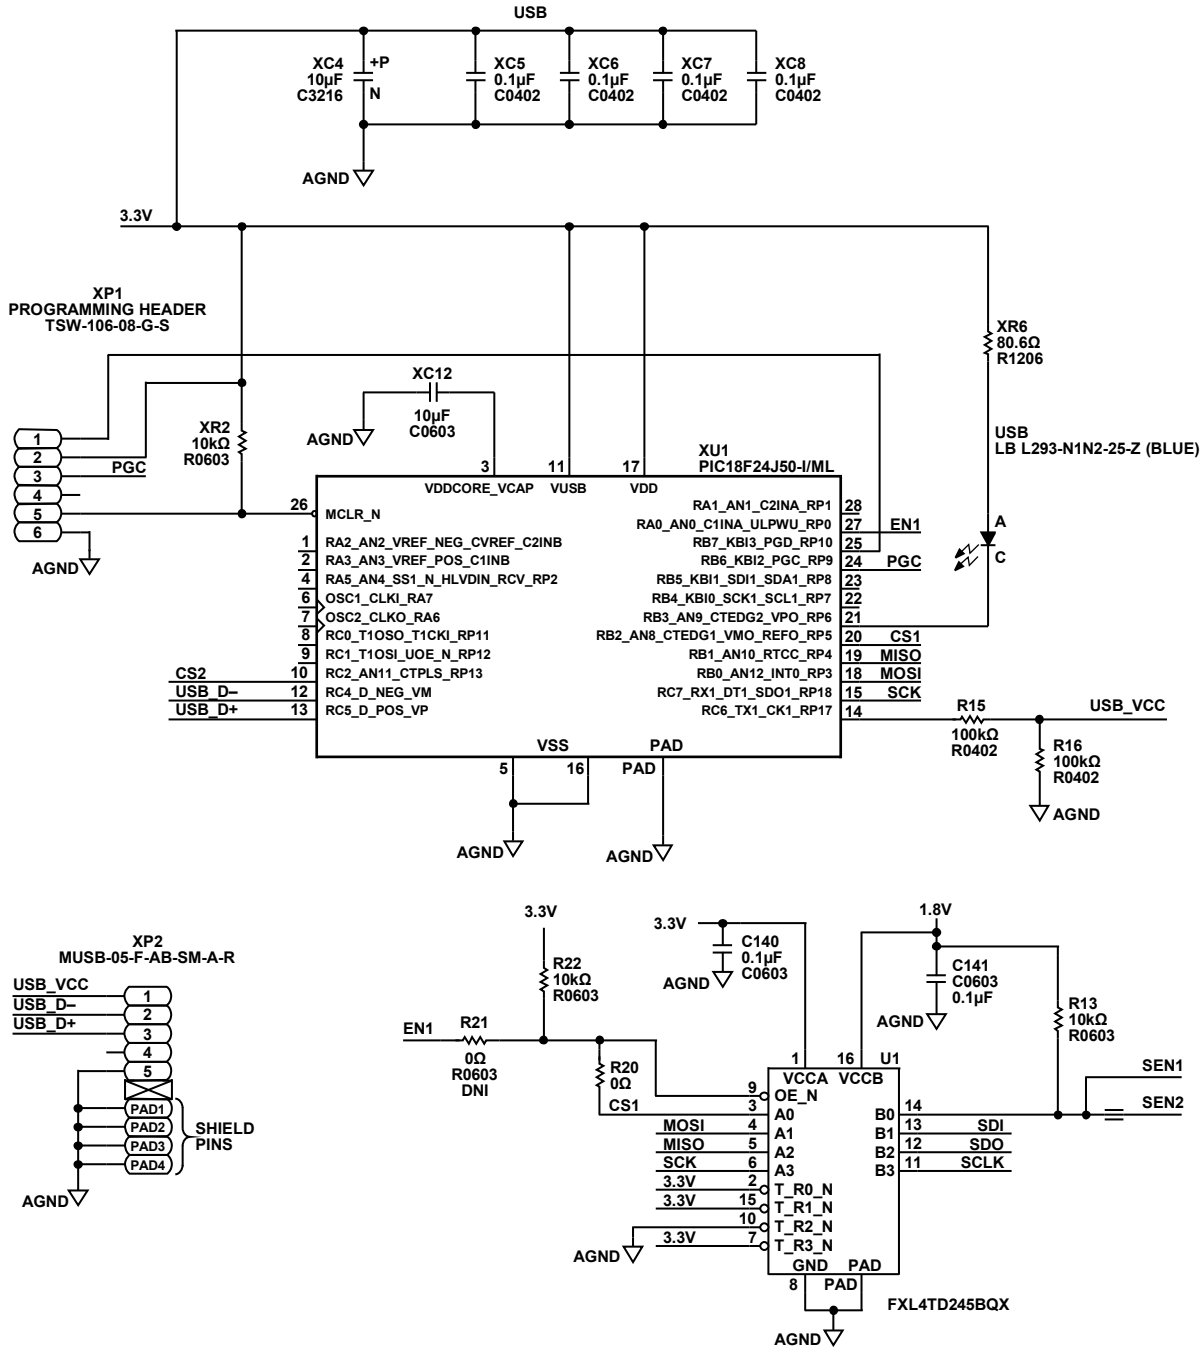 USB
XC4
10µF
C3216
+P
N
XC5
0.1µF
C0402
XC6
0.1µF
C0402
XC7
0.1µF
C0402
XC8
0.1µF
C0402
AGND
3.3V
XP1
PROGRAMMING HEADER
TSW-106-08-G-S
XR6
80.6Ω
R1206
XC12
10µF
C0603
AGND
XR2
10kΩ
R0603
1
2
3
4
5
6
PGC
AGND
USB
LB L293-N1N2-25-Z (BLUE)
A
C
XU1
PIC18F24J50-I/ML
3
11
17
VDDCORE_VCAP
VUSB
VDD
26
MCLR_N
1
RA2_AN2_VREF_NEG_CVREF_C2INB
2
RA3_AN3_VREF_POS_C1INB
4
RA5_AN4_SS1_N_HLVDIN_RCV_RP2
6
OSC1_CLKI_RA7
7
OSC2_CLKO_RA6
8
RC0_T1OSO_T1CKI_RP11
9
RC1_T1OSI_UOE_N_RP12
CS2
10
RC2_AN11_CTPLS_RP13
USB_D–
12
RC4_D_NEG_VM
USB_D+
13
RC5_D_POS_VP
RA1_AN1_C2INA_RP1
28
RA0_AN0_C1INA_ULPWU_RP0
27
EN1
RB7_KBI3_PGD_RP10
25
RB6_KBI2_PGC_RP9
24
PGC
RB5_KBI1_SDI1_SDA1_RP8
23
RB4_KBI0_SCK1_SCL1_RP7
22
RB3_AN9_CTEDG2_VPO_RP6
21
RB2_AN8_CTEDG1_VMO_REFO_RP5
20
CS1
RB1_AN10_RTCC_RP4
19
MISO
RB0_AN12_INT0_RP3
18
MOSI
RC7_RX1_DT1_SDO1_RP18
15
SCK
RC6_TX1_CK1_RP17
14
VSS
PAD
5
16
PAD
AGND
AGND
R15
100kΩ
R0402
USB_VCC
R16
100kΩ
R0402
AGND
XP2
MUSB-05-F-AB-SM-A-R
USB_VCC
1
USB_D–
2
USB_D+
3
4
5
PAD1
PAD2
PAD3
PAD4
SHIELD
PINS
AGND
3.3V
R22
10kΩ
R0603
EN1
R21
0Ω
R0603
DNI
R20
0Ω
3.3V
C140
0.1µF
C0603
AGND
1.8V
C141
C0603
0.1µF
AGND
R13
10kΩ
R0603
1
16
U1
VCCA
VCCB
9
OE_N
CS1
3
A0
MOSI
4
A1
MISO
5
A2
SCK
6
A3
3.3V
2
T_R0_N
3.3V
15
T_R1_N
10
T_R2_N
AGND
3.3V
7
T_R3_N
B0
14
B1
13
SDI
B2
12
SDO
B3
11
SCLK
SEN1
SEN2
GND
PAD
8
PAD
FXL4TD245BQX
AGND